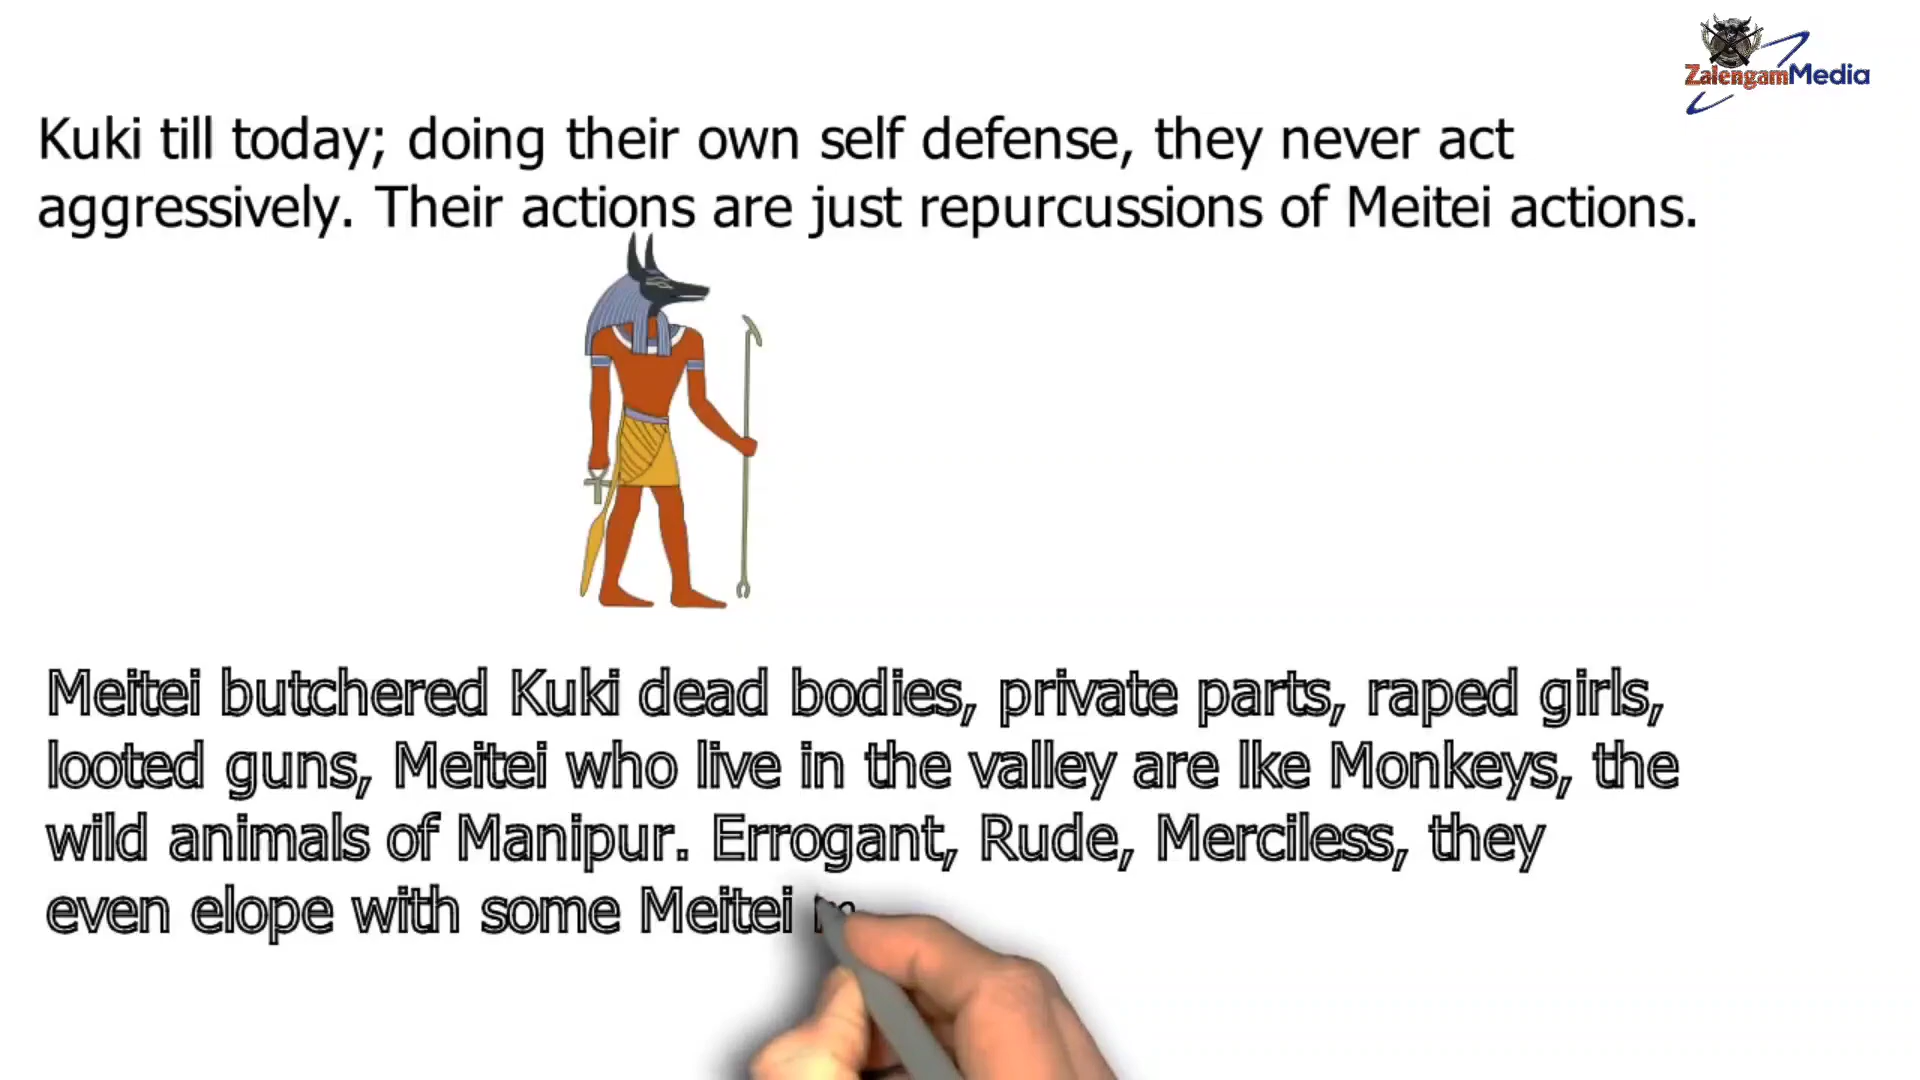 ZalengamMedia
Kuki till today; doing their own self defense, they never act
aggressively. Their actions are just repurcussions of Meitei actions.
Meitei butchered Kuki dead bodies, private parts, raped girls,
looted guns, Meitei who live in the valley are lke Monkeys, the
wild animals of Manipur. Errogant, Rude, Merciless, they
even elope with some Meitei